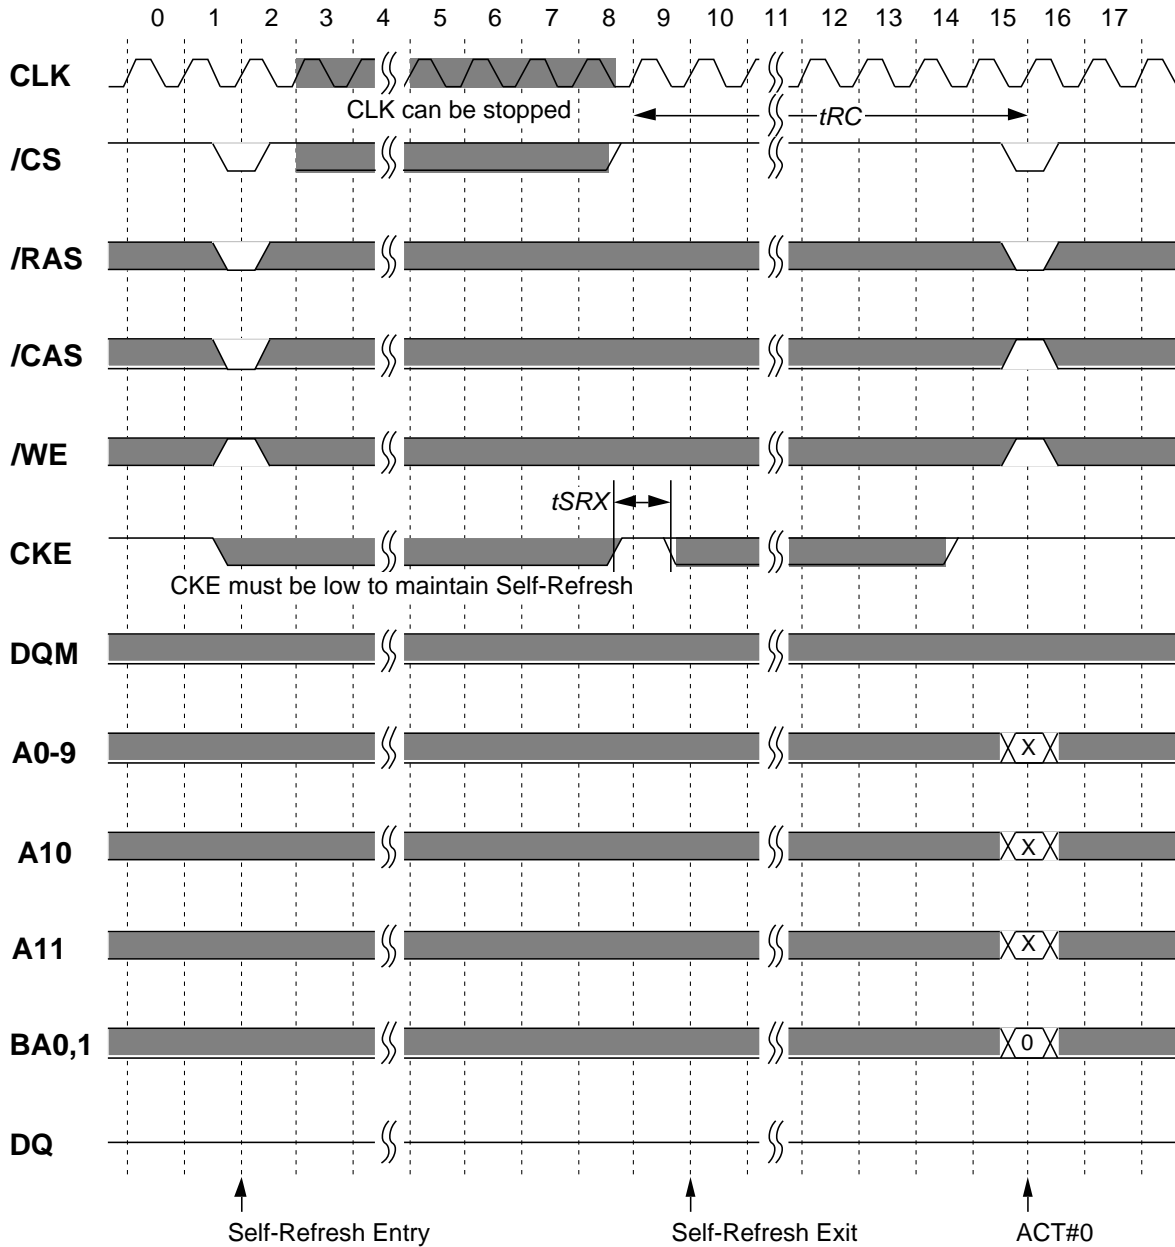 0 1 2 3 4 5 6 7 8 9 10 11 12 13 14 15 16 17
CLK
CLK can be stopped
tRC
/CS
/RAS
/CAS
/WE
tSRX
CKE
CKE must be low to maintain Self-Refresh
DQM
A0-9 X
A10 X
A11 X
BA0,1 0
DQ
Self-Refresh Entry Self-Refresh Exit ACT#0